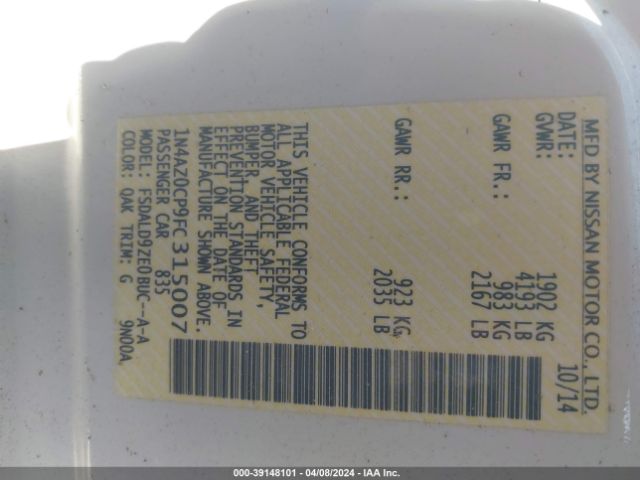 MFD BY NISSAN MOTOR CO., LTD.
DATE: 10/14
GVWR: 1902 KG
4193 LB
GAWR FR.: 983 KG
2167 LB
GAWR RR.: 923 KG
2035 LB
THIS VEHICLE CONFORMS TO
ALL APPLICABLE FEDERAL
MOTOR VEHICLE SAFETY,
BUMPER, AND THEFT
PREVENTION STANDARDS IN
EFFECT ON THE DATE OF
MANUFACTURE SHOWN ABOVE.
1N4AZ0CP9FC315007
PASSENGER CAR 835
MODEL: FSDALD9ZE0BUC--A-A
COLOR: QAK TRIM: G 9N00A
000-39148101 - 04/08/2024 - IAA Inc.